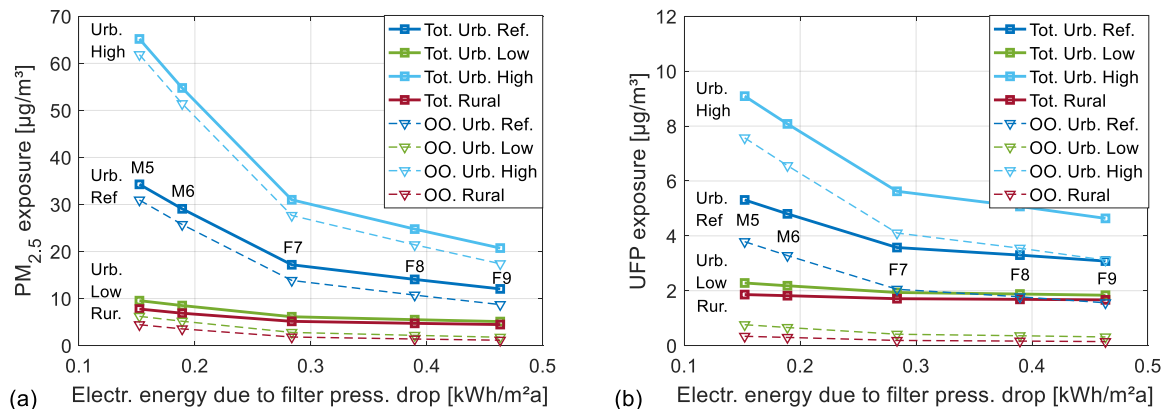 70
60
50
40
30
20
10
0
0.1
0.2
0.3
0.4
0.5
PM2.5 exposure [µg/m³]
Electr. energy due to filter press. drop [kWh/m²a]
(a)
Urb.
High
Urb.
Ref
Urb.
Low
Rur.
M5
M6
F7
F8
F9
Tot. Urb. Ref.
Tot. Urb. Low
Tot. Urb. High
Tot. Rural
OO. Urb. Ref.
OO. Urb. Low
OO. Urb. High
OO. Rural
12
10
8
6
4
2
0
0.1
0.2
0.3
0.4
0.5
UFP exposure [µg/m³]
Electr. energy due to filter press. drop [kWh/m²a]
(b)
Urb.
High
Urb.
Ref
Urb.
Low
Rur.
M5
M6
F7
F8
F9
Tot. Urb. Ref.
Tot. Urb. Low
Tot. Urb. High
Tot. Rural
OO. Urb. Ref.
OO. Urb. Low
OO. Urb. High
OO. Rural